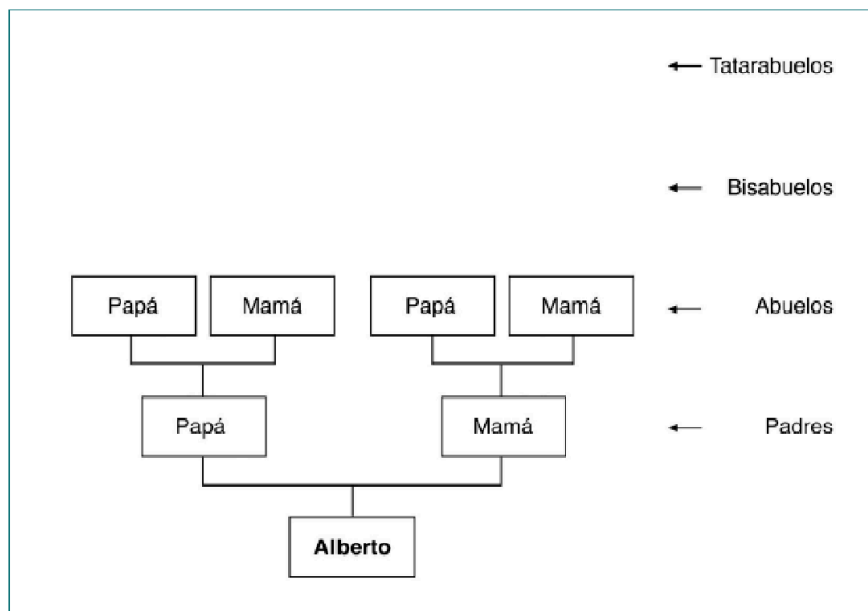 Tatarabuelos
Bisabuelos
Papá Mamá Papá Mamá Abuelos
Papá Mamá Padres
Alberto